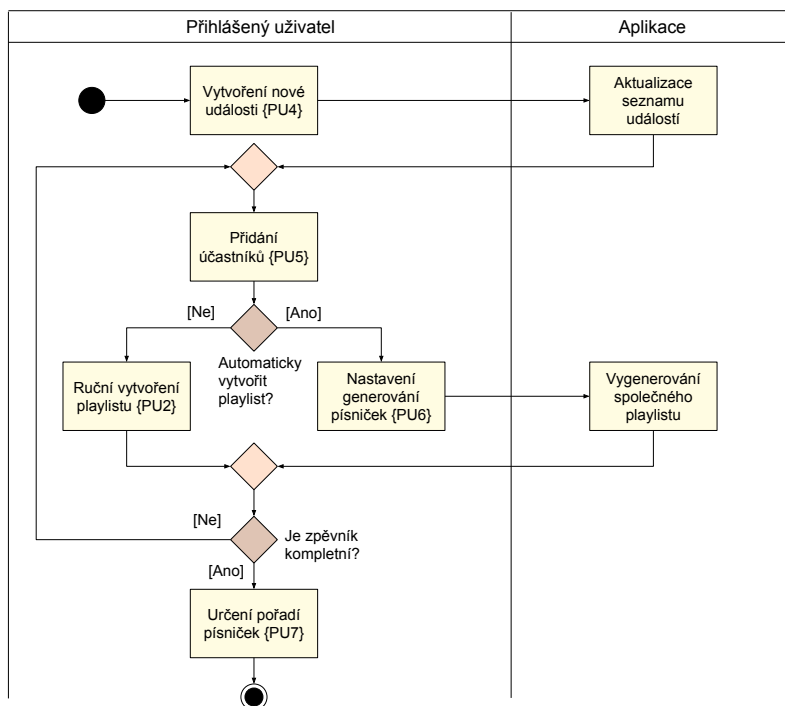 Přihlášený uživatel
Aplikace
Vytvoření nové
události {PU4}
Aktualizace
seznamu
událostí
Přidání
účastníků {PU5}
[Ne]
[Ano]
Automaticky
vytvořit
playlist?
Ruční vytvoření
playlistu {PU2}
Nastavení
generování
písniček {PU6}
Vygenerování
společného
playlistu
[Ne]
Je zpěvník
kompletní?
[Ano]
Určení pořadí
písniček {PU7}